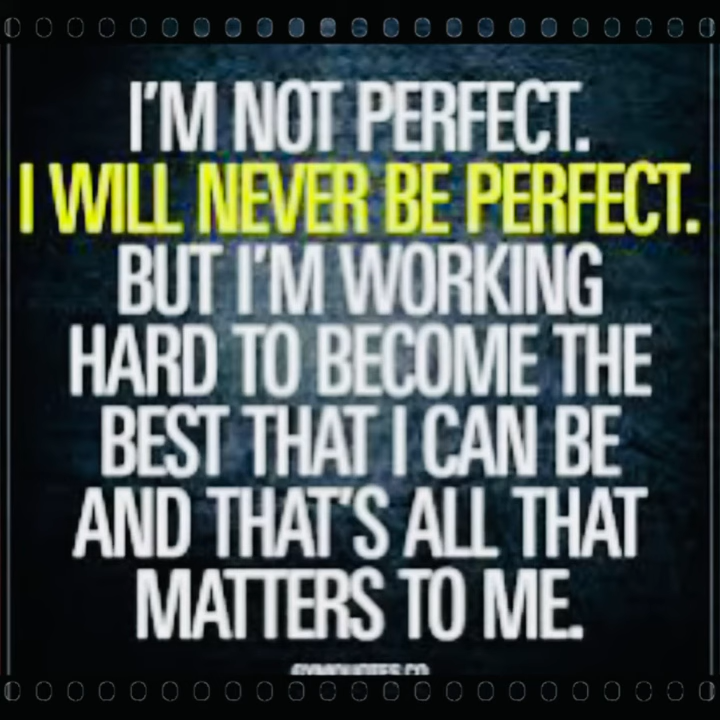 I'M NOT PERFECT.
I WILL NEVER BE PERFECT.
BUT I'M WORKING
HARD TO BECOME THE
BEST THAT I CAN BE
AND THAT'S ALL THAT
MATTERS TO ME.